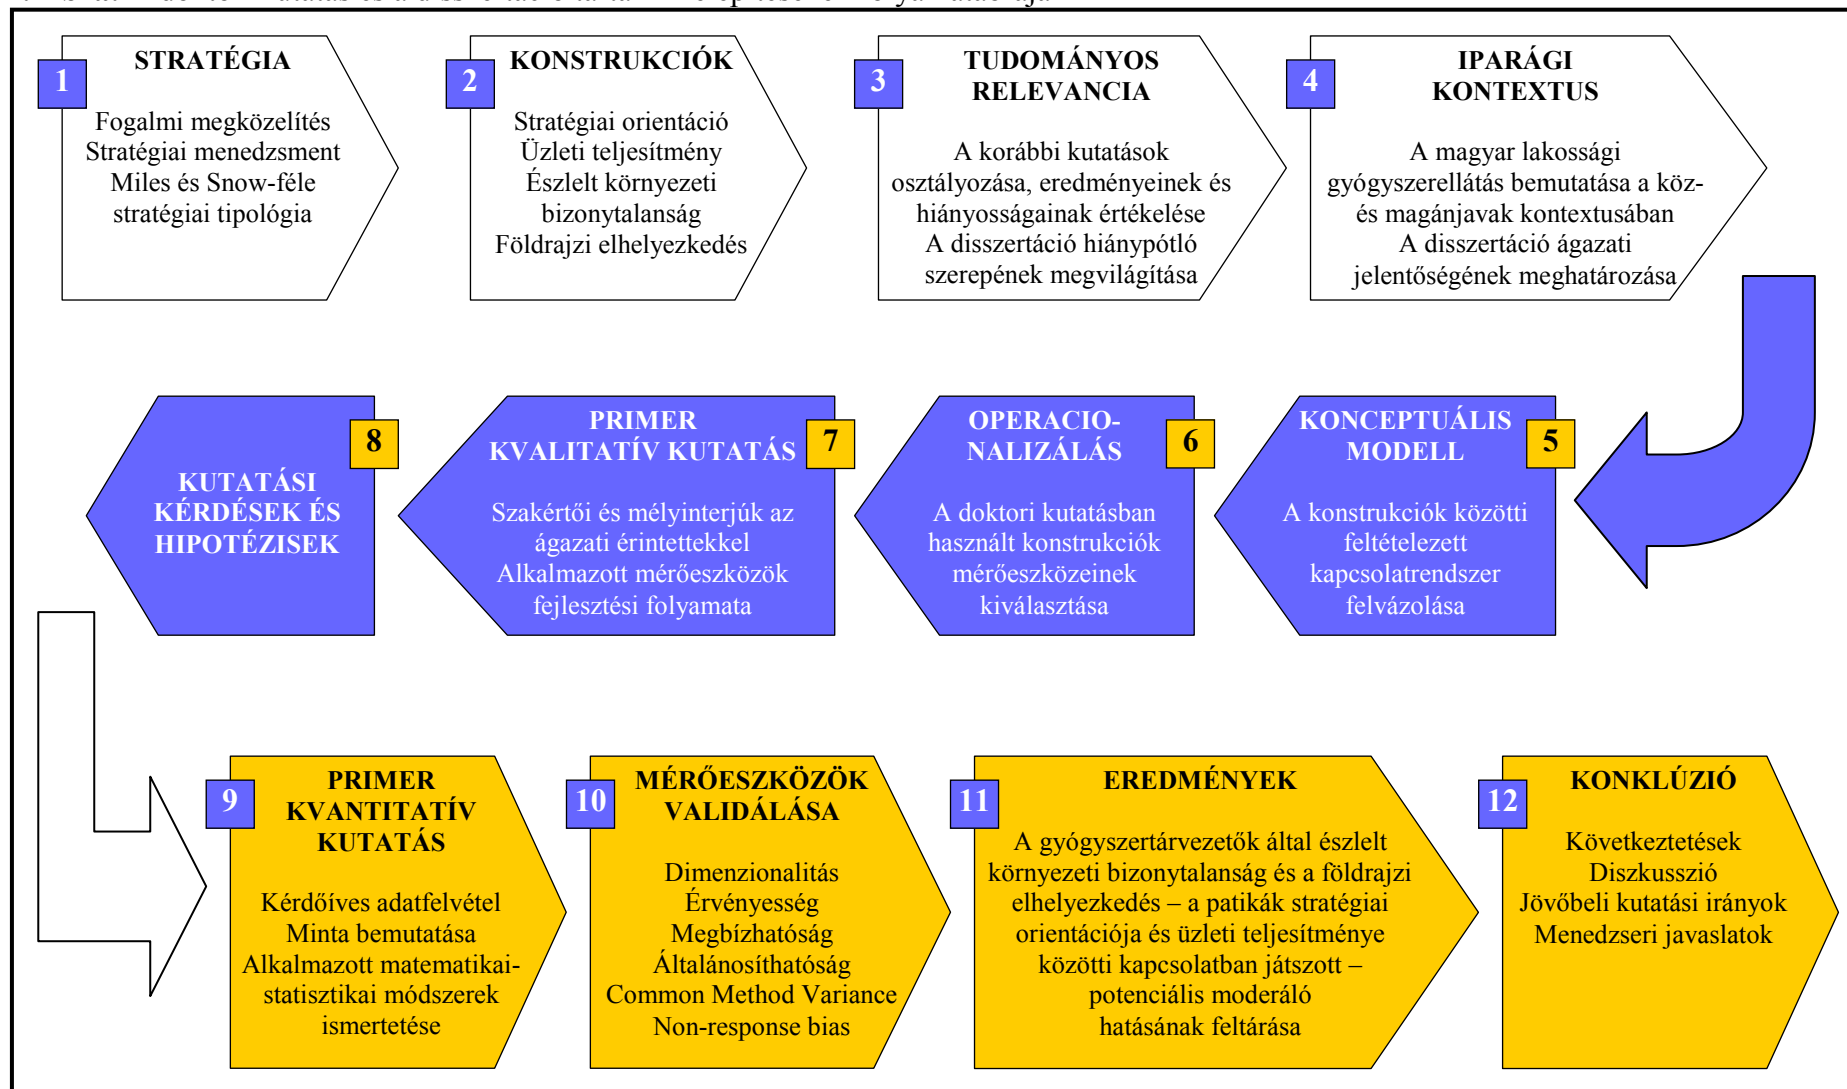 1
STRATÉGIA
Fogalmi megközelítés
Stratégiai menedzsment
Miles és Snow-féle
stratégiai tipológia
2
KONSTRUKCIÓK
Stratégiai orientáció
Üzleti teljesítmény
Észlelt környezeti
bizonytalanság
Földrajzi elhelyezkedés
3
TUDOMÁNYOS
RELEVANCIA
A korábbi kutatások
osztályozása, eredményeinek és
hiányosságainak értékelése
A disszertáció hiánypótló
szerepének megvilágítása
4
IPARÁGI
KONTEXTUS
A magyar lakossági
gyógyszerellátás bemutatása a köz-
és magánjavak kontextusában
A disszertáció ágazati
jelentőségének meghatározása
KONCEPTUÁLIS
MODELL
5
A konstrukciók közötti
feltételezett
kapcsolatrendszer
felvázolása
OPERACIO-
NALIZÁLÁS
6
A doktori kutatásban
használt konstrukciók
mérőeszközeinek
kiválasztása
PRIMER
KVALITATÍV KUTATÁS
7
Szakértői és mélyinterjúk az
ágazati érintettekkel
Alkalmazott mérőeszközök
fejlesztési folyamata
8
KUTATÁSI
KÉRDÉSEK ÉS
HIPOTÉZISEK
9
PRIMER
KVANTITATÍV
KUTATÁS
Kérdőíves adatfelvétel
Minta bemutatása
Alkalmazott matematikai-
statisztikai módszerek
ismertetése
10
MÉRŐESZKÖZÖK
VALIDÁLÁSA
Dimenzionalitás
Érvényesség
Megbízhatóság
Általánosíthatóság
Common Method Variance
Non-response bias
11
EREDMÉNYEK
A gyógyszertárvezetők által észlelt
környezeti bizonytalanság és a földrajzi
elhelyezkedés – a patikák stratégiai
orientációja és üzleti teljesítménye
közötti kapcsolatban játszott –
potenciális moderáló
hatásának feltárása
12
KONKLÚZIÓ
Következtetések
Diszkusszió
Jövőbeli kutatási irányok
Menedzseri javaslatok